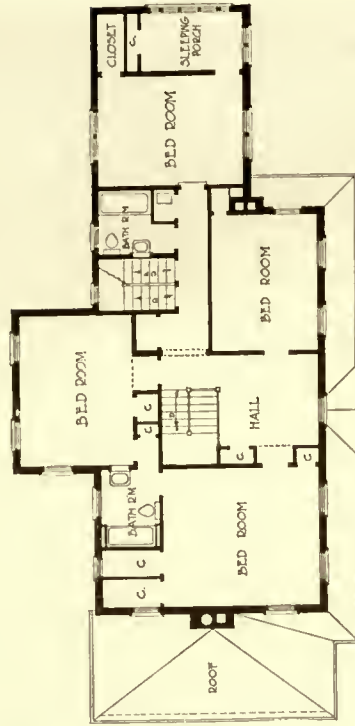 CLOSET
C.
SLEEPING
PORCH
BED ROOM
BATH RM
BED ROOM
BED ROOM
C
C
HALL
C
C
BATH RM
BED ROOM
C
C.
ROOF